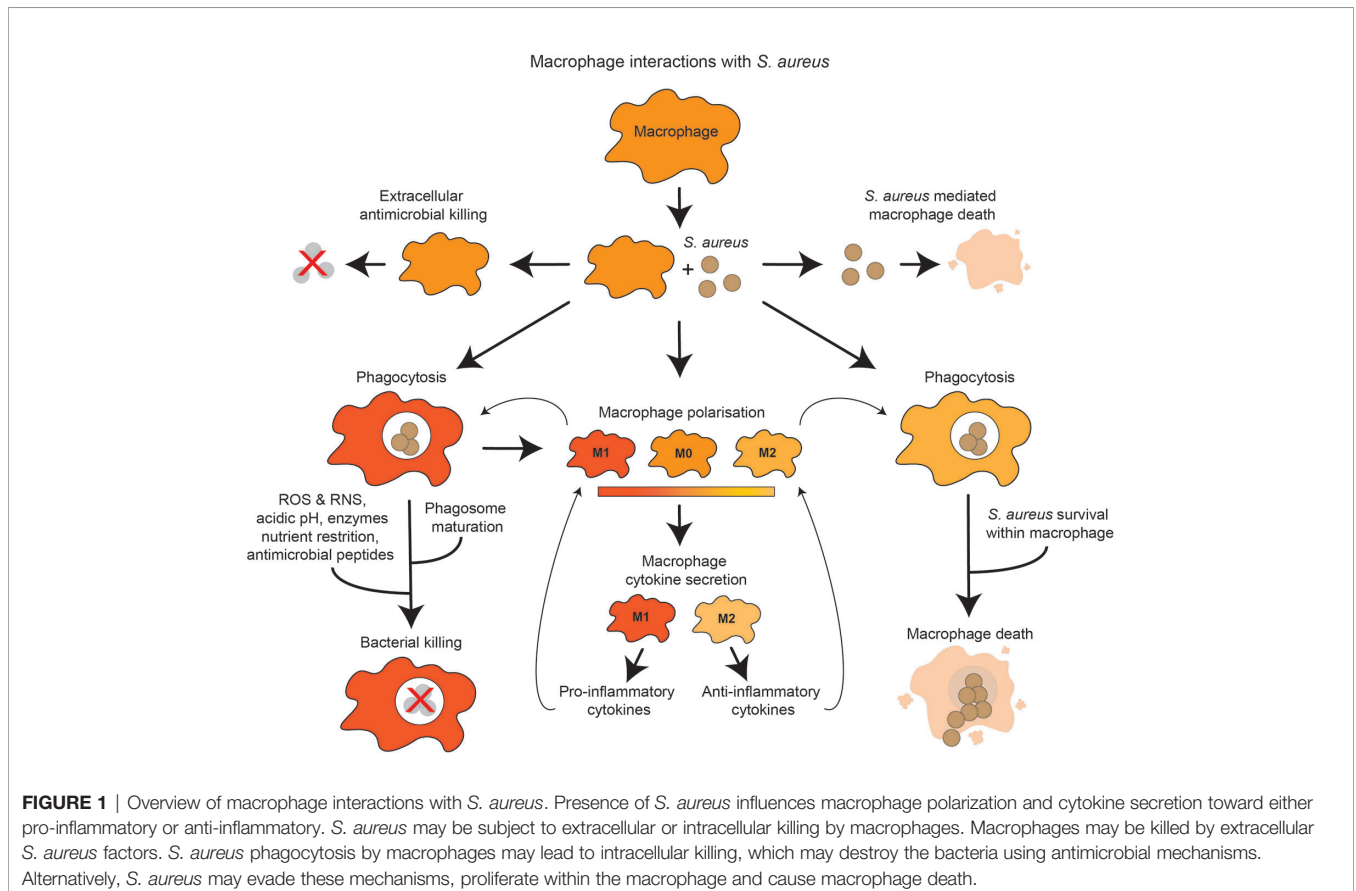 Macrophage interactions with S. aureus
Macrophage
Extracellular
antimicrobial killing
S. aureus mediated
macrophage death
S. aureus
+
Phagocytosis
Macrophage polarisation
Phagocytosis
M1
M0
M2
ROS & RNS,
acidic pH, enzymes
nutrient restrition,
antimicrobial peptides
Phagosome
maturation
S. aureus survival
within macrophage
Macrophage
cytokine secretion
M1
M2
Bacterial killing
Macrophage death
Pro-inflammatory
cytokines
Anti-inflammatory
cytokines
FIGURE 1 | Overview of macrophage interactions with S. aureus. Presence of S. aureus influences macrophage polarization and cytokine secretion toward either
pro-inflammatory or anti-inflammatory. S. aureus may be subject to extracellular or intracellular killing by macrophages. Macrophages may be killed by extracellular
S. aureus factors. S. aureus phagocytosis by macrophages may lead to intracellular killing, which may destroy the bacteria using antimicrobial mechanisms.
Alternatively, S. aureus may evade these mechanisms, proliferate within the macrophage and cause macrophage death.